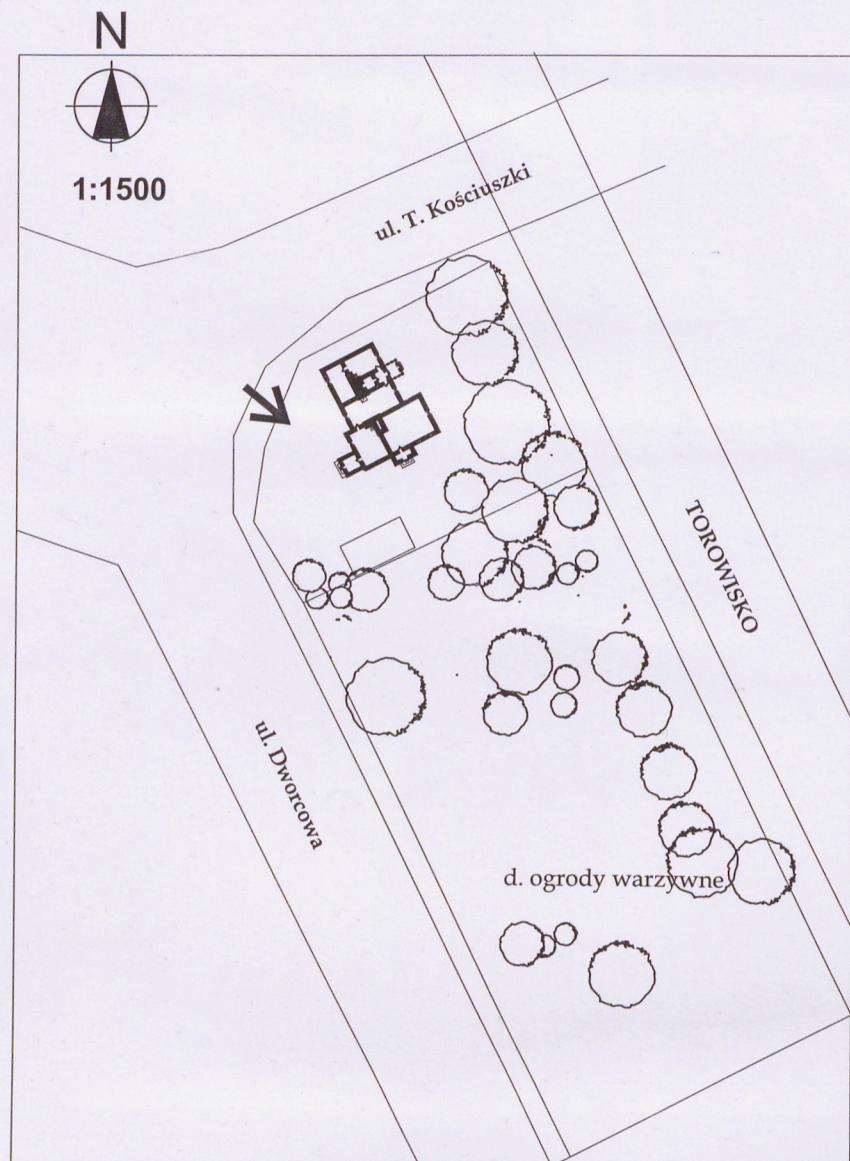 N
1:1500
ul. T. Kościuszki
TOROWISKO
ul. Dworcowa
d. ogrody warzywne